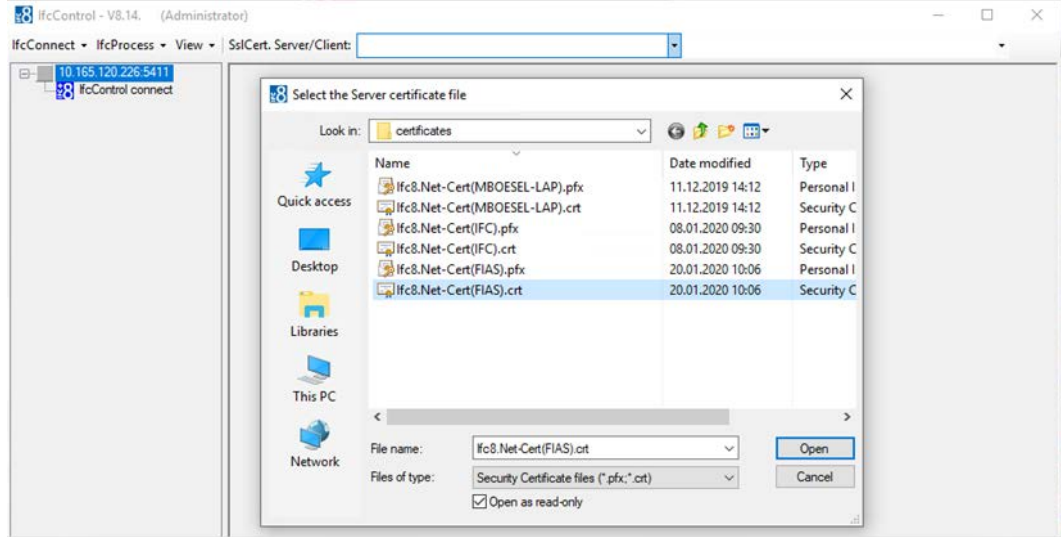 IfcControl - V8.14. (Administrator)
IfcConnect IfcProcess View SslCert. Server/Client:
10.165.120.226:5411
IfcControl connect
Select the Server certificate file
Look in: certificates
Name Date modified Type
Ifc8.Net-Cert(MBOESEL-LAP).pfx 11.12.2019 14:12 Personal I
Ifc8.Net-Cert(MBOESEL-LAP).crt 11.12.2019 14:12 Security C
Ifc8.Net-Cert(IFC).pfx 08.01.2020 09:30 Personal I
Ifc8.Net-Cert(IFC).crt 08.01.2020 09:30 Security C
Ifc8.Net-Cert(FIAS).pfx 20.01.2020 10:06 Personal I
Ifc8.Net-Cert(FIAS).crt 20.01.2020 10:06 Security C
Quick access
Desktop
Libraries
This PC
Network
File name: Ifc8.Net-Cert(FIAS).crt Open
Files of type: Security Certificate files (*.pfx;*.crt) Cancel
Open as read-only